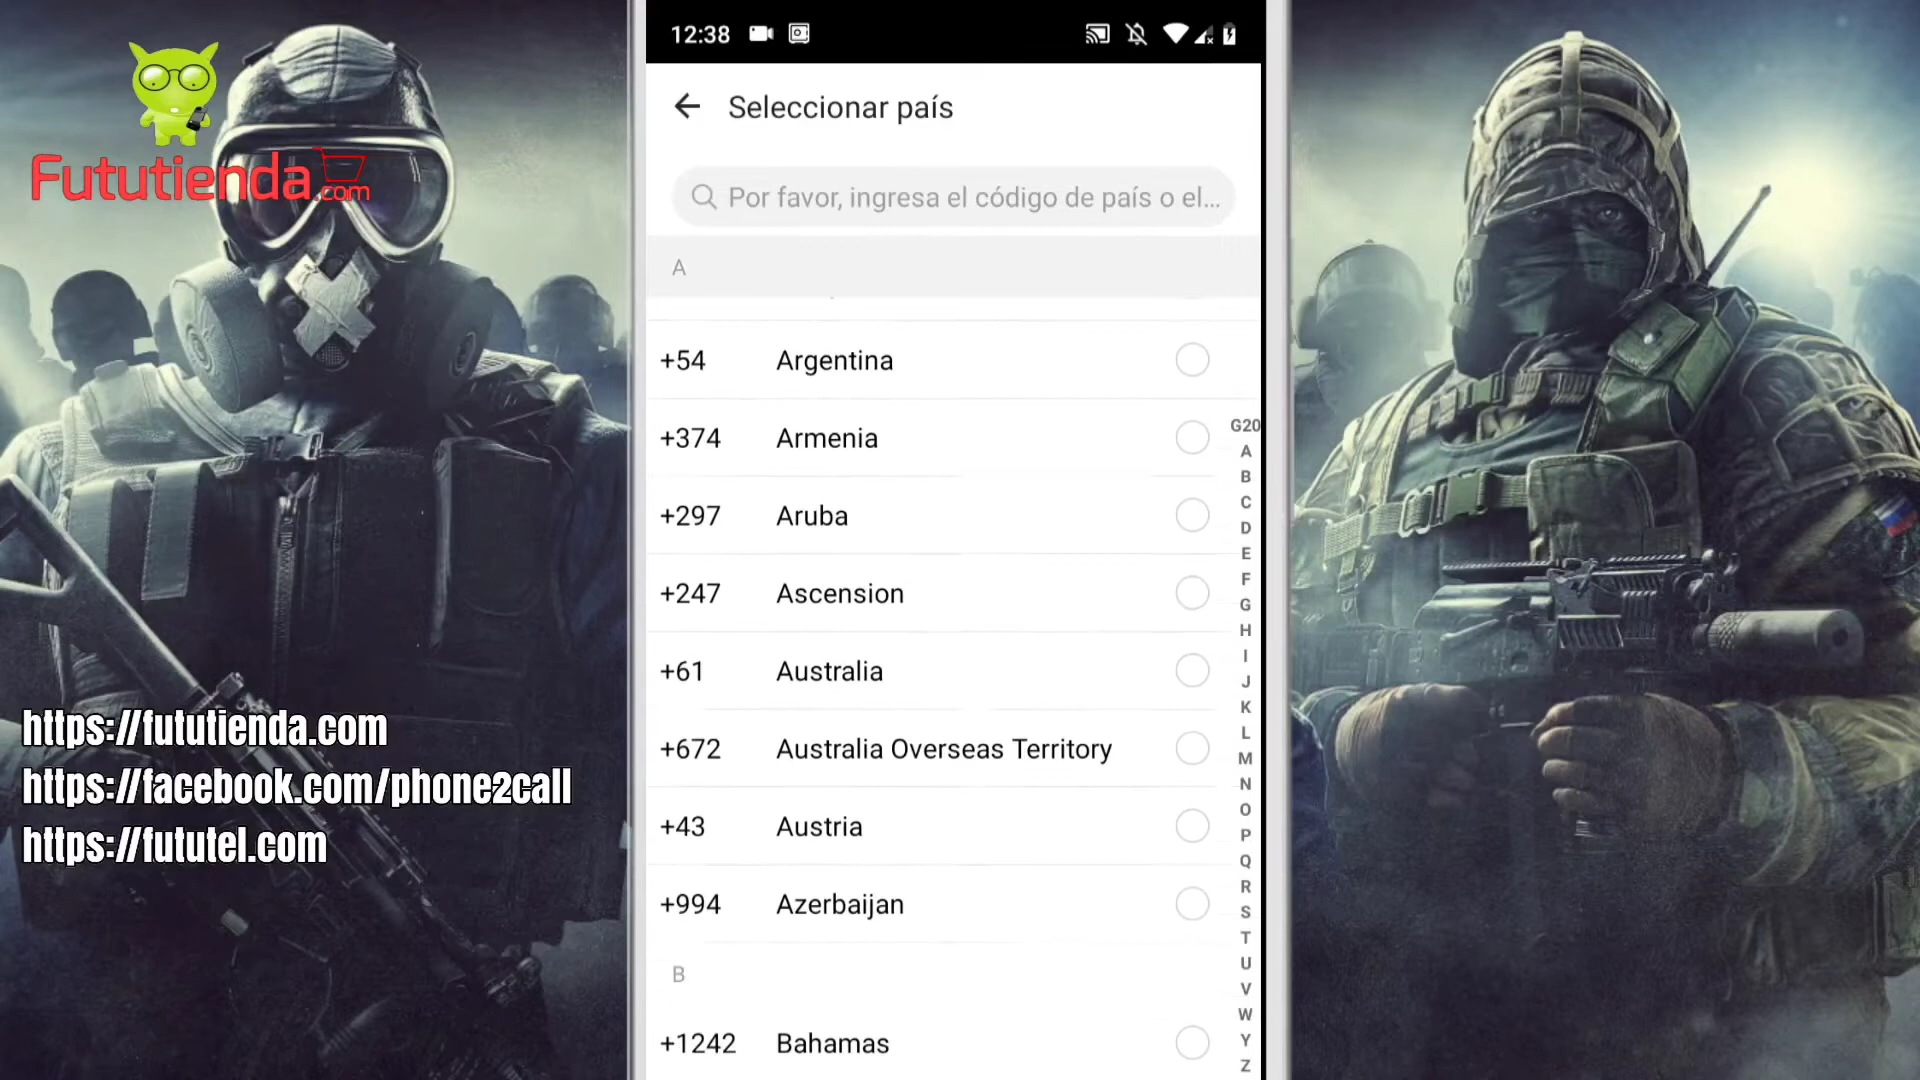 Fututienda.com
https://fututienda.com
https://facebook.com/phone2call
https://fututel.com
12:38
Seleccionar país
Por favor, ingresa el código de país o el...
A
+54 Argentina
+374 Armenia
+297 Aruba
+247 Ascension
+61 Australia
+672 Australia Overseas Territory
+43 Austria
+994 Azerbaijan
B
+1242 Bahamas
G20
A
B
C
D
E
F
G
H
I
J
K
L
M
N
O
P
Q
R
S
T
U
V
W
Y
Z